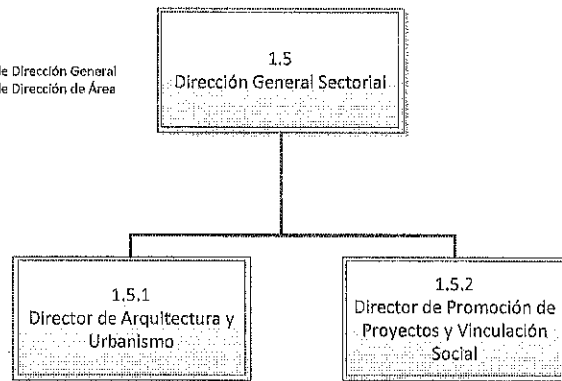 de Dirección General
de Dirección de Área
1.5
Dirección General Sectorial
1.5.1
Director de Arquitectura y
Urbanismo
1.5.2
Director de Promoción de
Proyectos y Vinculación
Social